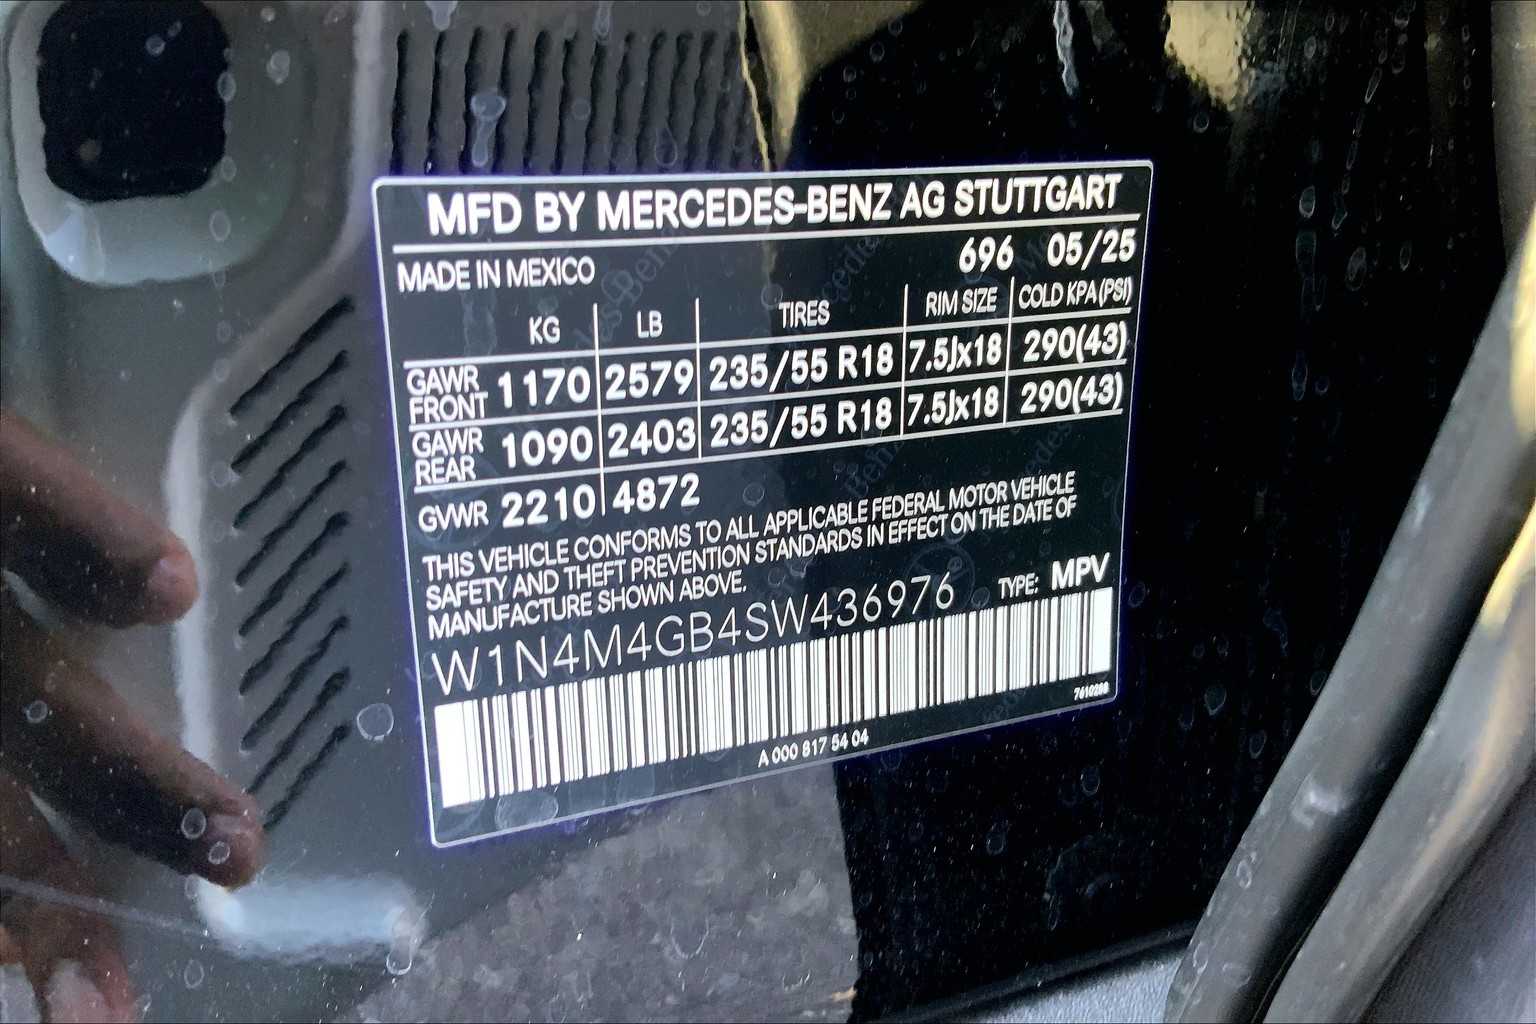 MFD BY MERCEDES-BENZ AG STUTTGART
MADE IN MEXICO 696 05/25
KG LB TIRES RIM SIZE COLD KPA(PSI)
GAWR FRONT 1170 2579 235/55 R18 7.5Jx18 290(43)
GAWR REAR 1090 2403 235/55 R18 7.5Jx18 290(43)
GVWR 2210 4872
THIS VEHICLE CONFORMS TO ALL APPLICABLE FEDERAL MOTOR VEHICLE
SAFETY AND THEFT PREVENTION STANDARDS IN EFFECT ON THE DATE OF
MANUFACTURE SHOWN ABOVE.
TYPE: MPV
W1N4M4GB4SW436976
7610288
A 000 817 54 04